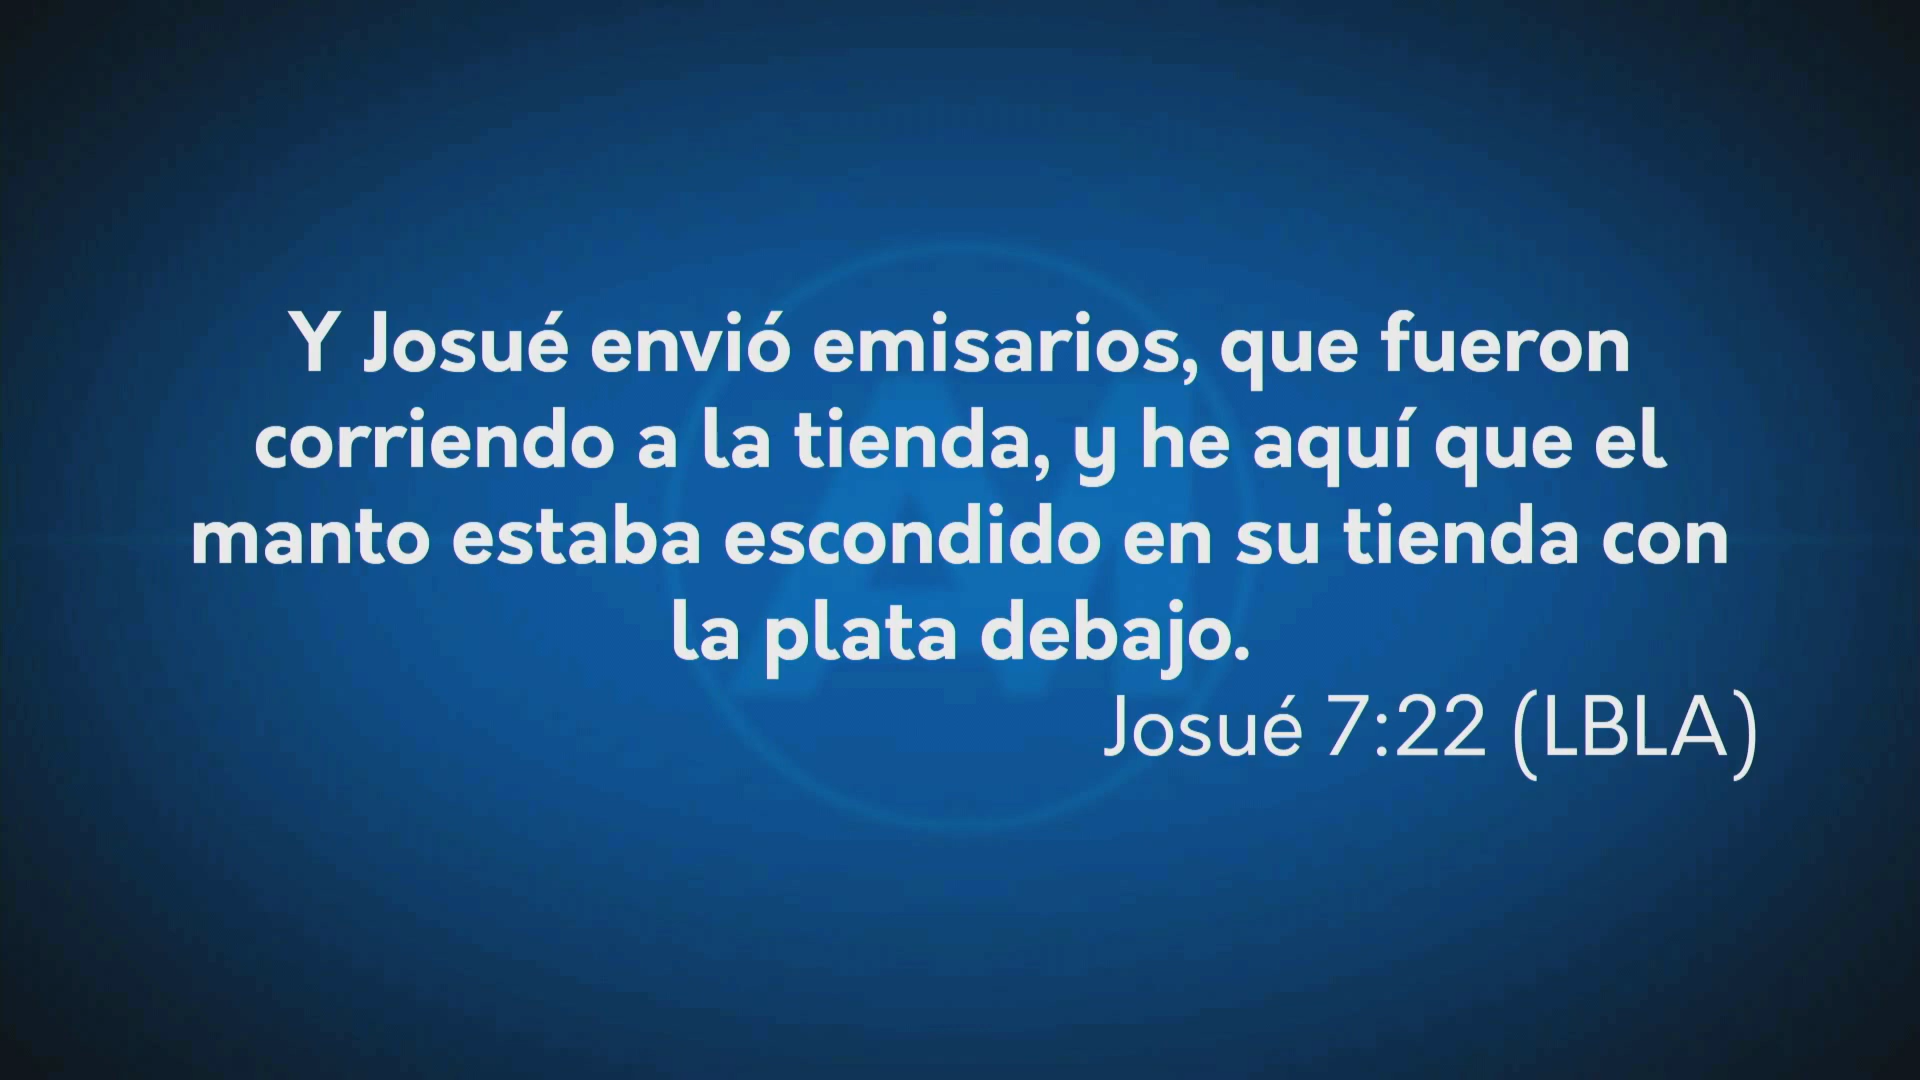 Y Josué envió emisarios, que fueron
corriendo a la tienda, y he aquí que el
manto estaba escondido en su tienda con
la plata debajo.
Josué 7:22 (LBLA)
AM